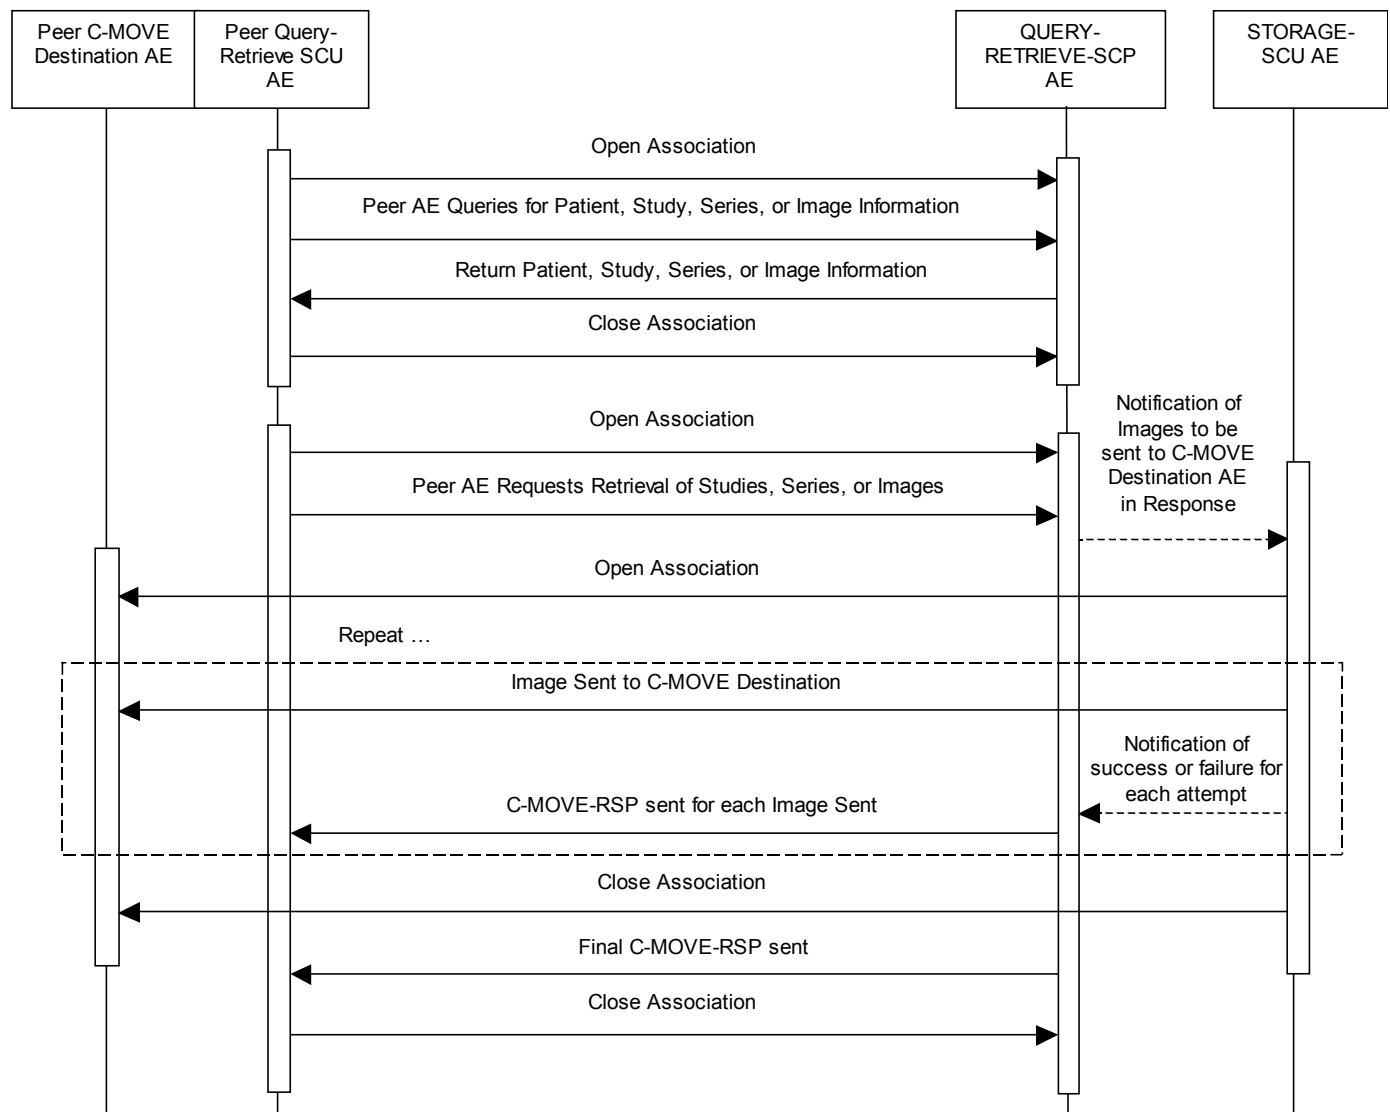 Peer C-MOVE
Destination AE
Peer Query-
Retrieve SCU
AE
QUERY-
RETRIEVE-SCP
AE
STORAGE-
SCU AE
Open Association
Peer AE Queries for Patient, Study, Series, or Image Information
Return Patient, Study, Series, or Image Information
Close Association
Open Association
Notification of
Images to be
sent to C-MOVE
Destination AE
in Response
Peer AE Requests Retrieval of Studies, Series, or Images
Open Association
Repeat …
Image Sent to C-MOVE Destination
Notification of
success or failure for
each attempt
C-MOVE-RSP sent for each Image Sent
Close Association
Final C-MOVE-RSP sent
Close Association